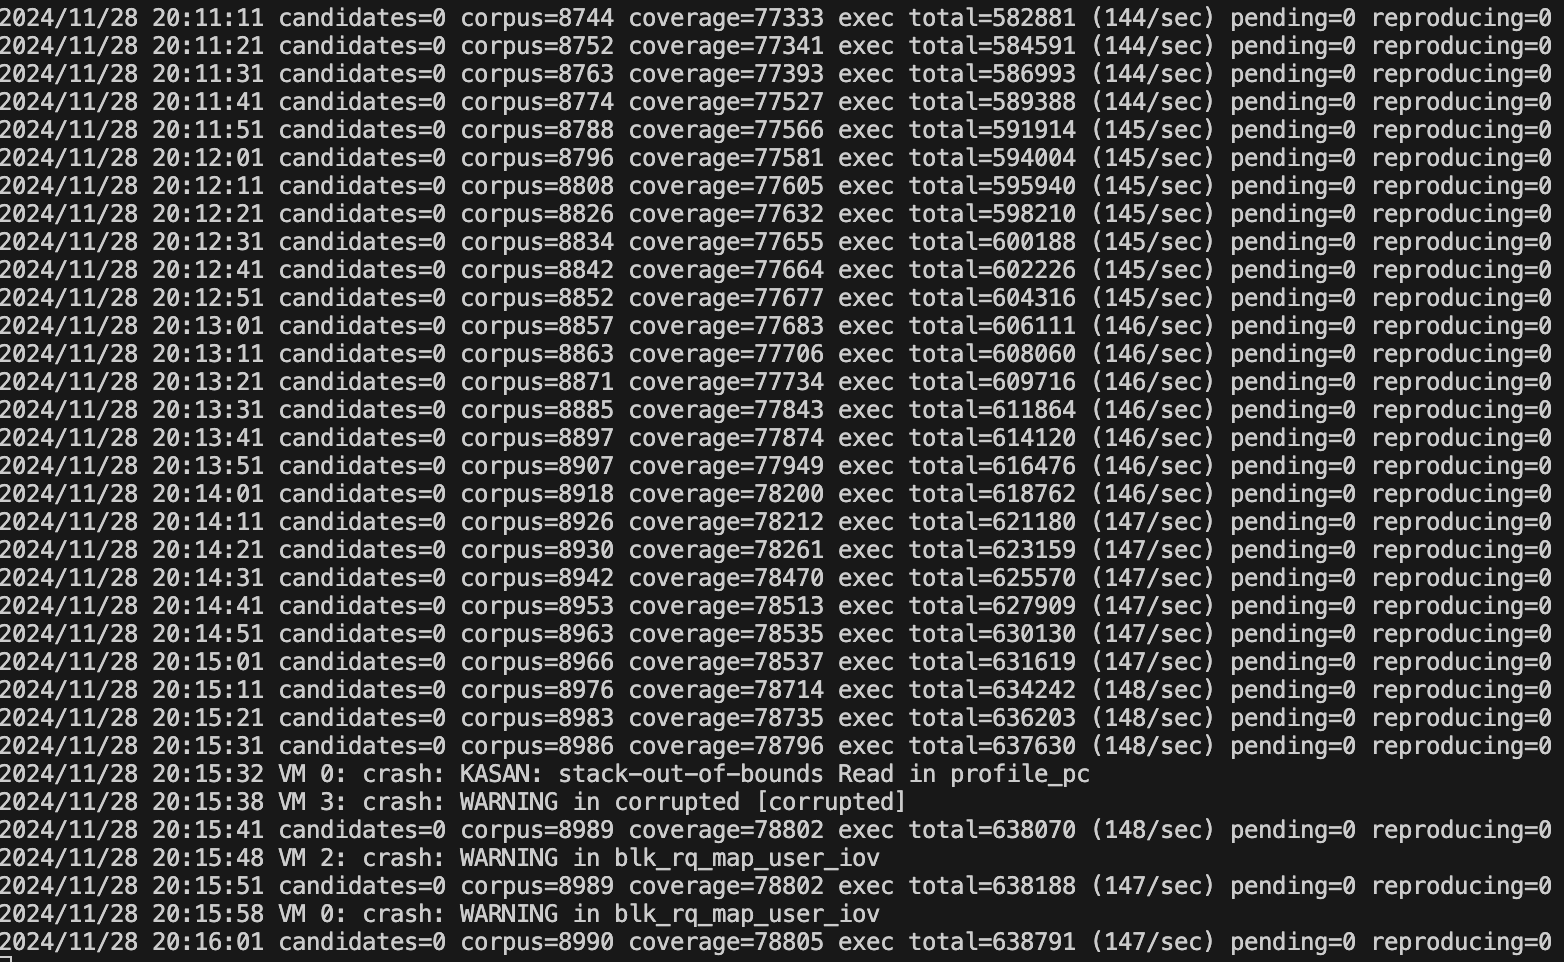 2024/11/28 20:11:11 candidates=0 corpus=8744 coverage=77333 exec total=582881 (144/sec) pending=0 reproducing=0
2024/11/28 20:11:21 candidates=0 corpus=8752 coverage=77341 exec total=584591 (144/sec) pending=0 reproducing=0
2024/11/28 20:11:31 candidates=0 corpus=8763 coverage=77393 exec total=586993 (144/sec) pending=0 reproducing=0
2024/11/28 20:11:41 candidates=0 corpus=8774 coverage=77527 exec total=589388 (144/sec) pending=0 reproducing=0
2024/11/28 20:11:51 candidates=0 corpus=8788 coverage=77566 exec total=591914 (145/sec) pending=0 reproducing=0
2024/11/28 20:12:01 candidates=0 corpus=8796 coverage=77581 exec total=594004 (145/sec) pending=0 reproducing=0
2024/11/28 20:12:11 candidates=0 corpus=8808 coverage=77605 exec total=595940 (145/sec) pending=0 reproducing=0
2024/11/28 20:12:21 candidates=0 corpus=8826 coverage=77632 exec total=598210 (145/sec) pending=0 reproducing=0
2024/11/28 20:12:31 candidates=0 corpus=8834 coverage=77655 exec total=600188 (145/sec) pending=0 reproducing=0
2024/11/28 20:12:41 candidates=0 corpus=8842 coverage=77664 exec total=602226 (145/sec) pending=0 reproducing=0
2024/11/28 20:12:51 candidates=0 corpus=8852 coverage=77677 exec total=604316 (145/sec) pending=0 reproducing=0
2024/11/28 20:13:01 candidates=0 corpus=8857 coverage=77683 exec total=606111 (146/sec) pending=0 reproducing=0
2024/11/28 20:13:11 candidates=0 corpus=8863 coverage=77706 exec total=608060 (146/sec) pending=0 reproducing=0
2024/11/28 20:13:21 candidates=0 corpus=8871 coverage=77734 exec total=609716 (146/sec) pending=0 reproducing=0
2024/11/28 20:13:31 candidates=0 corpus=8885 coverage=77843 exec total=611864 (146/sec) pending=0 reproducing=0
2024/11/28 20:13:41 candidates=0 corpus=8897 coverage=77874 exec total=614120 (146/sec) pending=0 reproducing=0
2024/11/28 20:13:51 candidates=0 corpus=8907 coverage=77949 exec total=616476 (146/sec) pending=0 reproducing=0
2024/11/28 20:14:01 candidates=0 corpus=8918 coverage=78200 exec total=618762 (146/sec) pending=0 reproducing=0
2024/11/28 20:14:11 candidates=0 corpus=8926 coverage=78212 exec total=621180 (147/sec) pending=0 reproducing=0
2024/11/28 20:14:21 candidates=0 corpus=8930 coverage=78261 exec total=623159 (147/sec) pending=0 reproducing=0
2024/11/28 20:14:31 candidates=0 corpus=8942 coverage=78470 exec total=625570 (147/sec) pending=0 reproducing=0
2024/11/28 20:14:41 candidates=0 corpus=8953 coverage=78513 exec total=627909 (147/sec) pending=0 reproducing=0
2024/11/28 20:14:51 candidates=0 corpus=8963 coverage=78535 exec total=630130 (147/sec) pending=0 reproducing=0
2024/11/28 20:15:01 candidates=0 corpus=8966 coverage=78537 exec total=631619 (147/sec) pending=0 reproducing=0
2024/11/28 20:15:11 candidates=0 corpus=8976 coverage=78714 exec total=634242 (148/sec) pending=0 reproducing=0
2024/11/28 20:15:21 candidates=0 corpus=8983 coverage=78735 exec total=636203 (148/sec) pending=0 reproducing=0
2024/11/28 20:15:31 candidates=0 corpus=8986 coverage=78796 exec total=637630 (148/sec) pending=0 reproducing=0
2024/11/28 20:15:32 VM 0: crash: KASAN: stack-out-of-bounds Read in profile_pc
2024/11/28 20:15:38 VM 3: crash: WARNING in corrupted [corrupted]
2024/11/28 20:15:41 candidates=0 corpus=8989 coverage=78802 exec total=638070 (148/sec) pending=0 reproducing=0
2024/11/28 20:15:48 VM 2: crash: WARNING in blk_rq_map_user_iov
2024/11/28 20:15:51 candidates=0 corpus=8989 coverage=78802 exec total=638188 (147/sec) pending=0 reproducing=0
2024/11/28 20:15:58 VM 0: crash: WARNING in blk_rq_map_user_iov
2024/11/28 20:16:01 candidates=0 corpus=8990 coverage=78805 exec total=638791 (147/sec) pending=0 reproducing=0